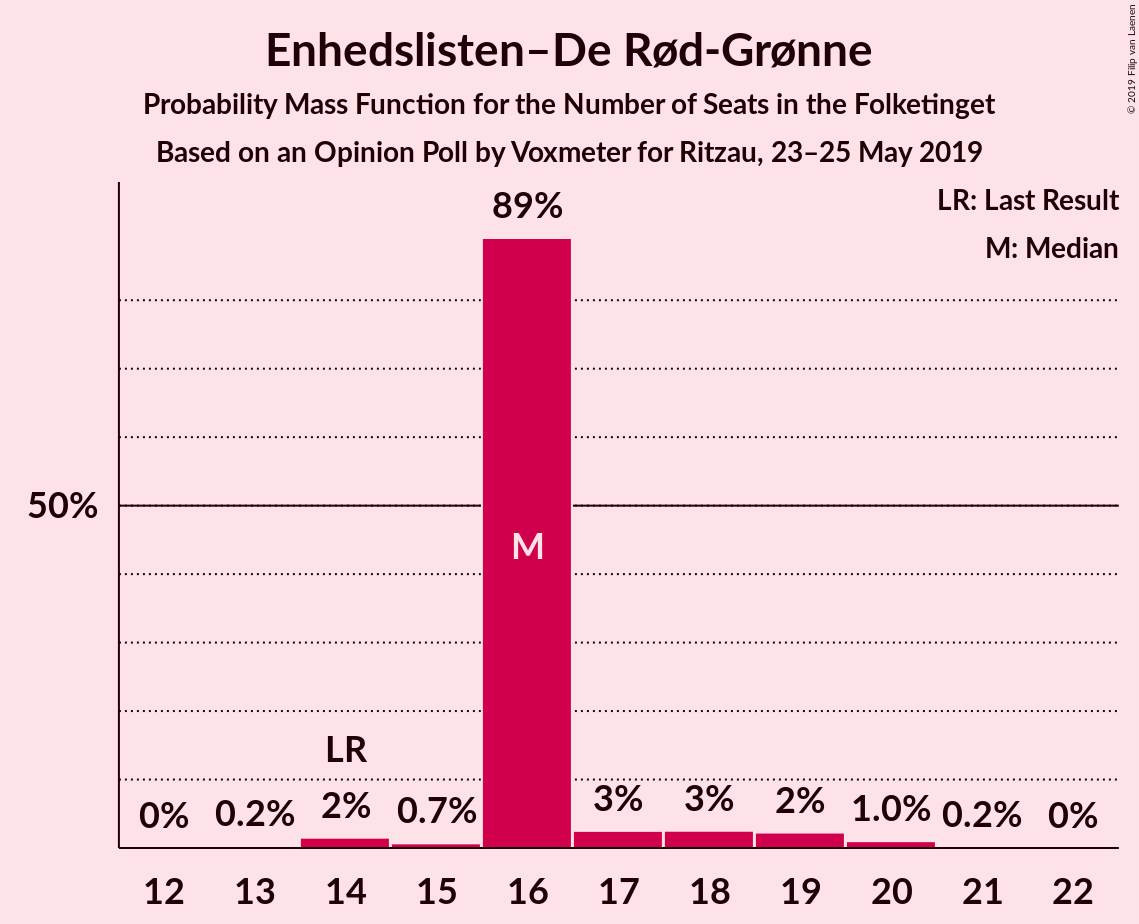 Enhedslisten–De Rød-Grønne
Probability Mass Function for the Number of Seats in the Folketinget
Based on an Opinion Poll by Voxmeter for Ritzau, 23–25 May 2019
© 2019 Filip van Laenen
LR: Last Result
M: Median
89%
50%
M
LR
0%
0.2%
2%
0.7%
3%
3%
2%
1.0%
0.2%
0%
12 13 14 15 16 17 18 19 20 21 22